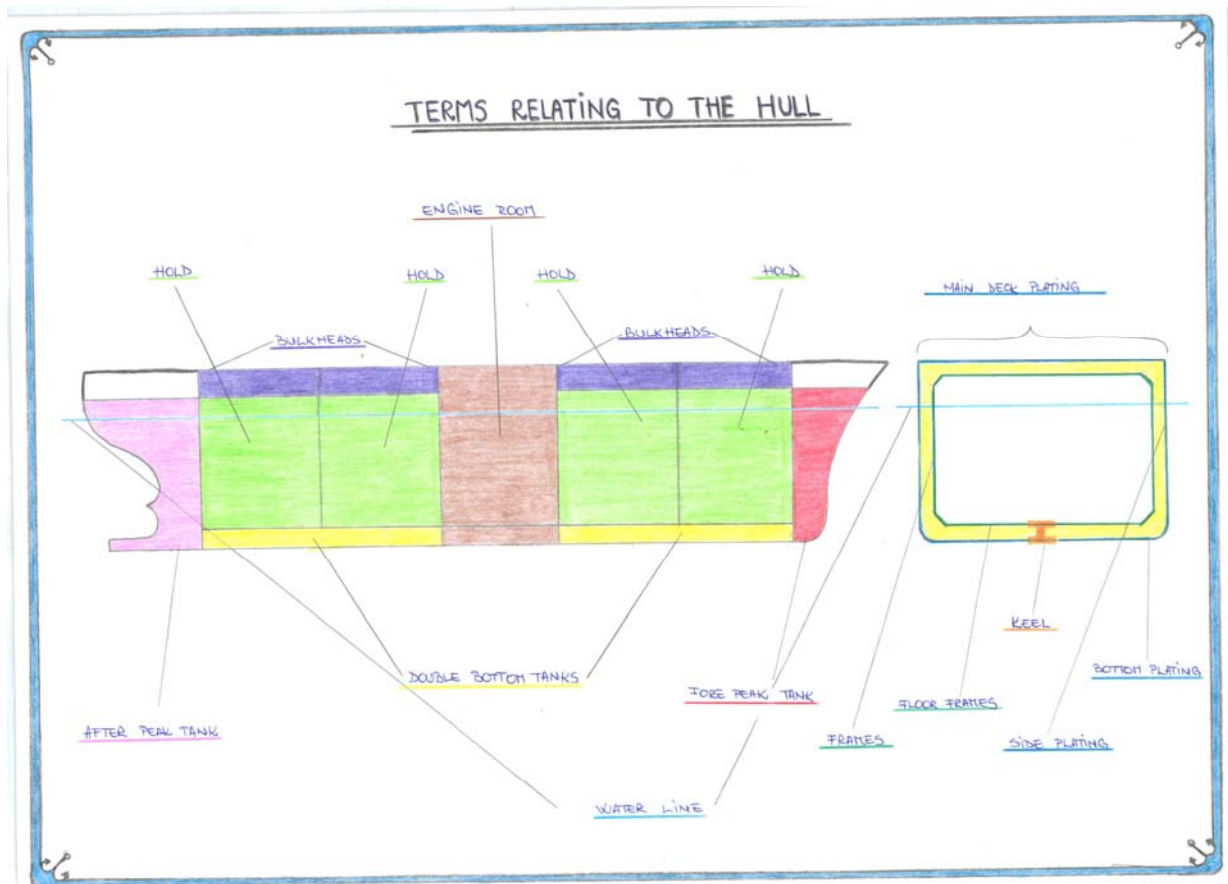 TERMS RELATING TO THE HULL
ENGINE ROOM
HOLD
HOLD
HOLD
HOLD
MAIN DECK PLATING
BULKHEADS
BULKHEADS
KEEL
DOUBLE BOTTOM TANKS
BOTTOM PLATING
FORE PEAK TANK
FLOOR FRAMES
AFTER PEAK TANK
FRAMES
SIDE PLATING
WATER LINE